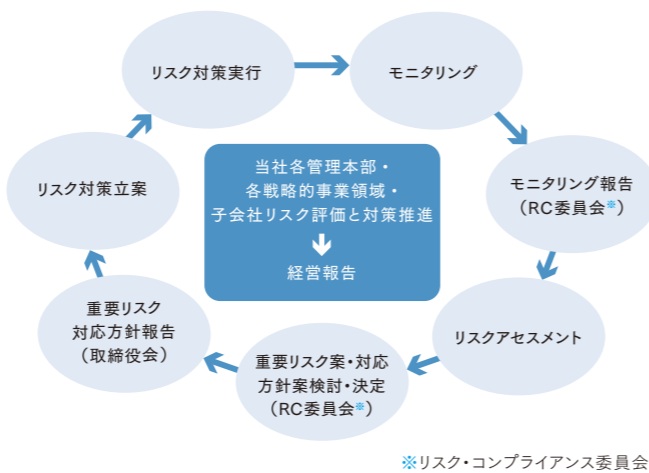 リスク対策実行
モニタリング
モニタリング報告
（RC委員会※）
リスクアセスメント
重要リスク案・対応
方針案検討・決定
（RC委員会※）
重要リスク
対応方針報告
（取締役会）
リスク対策立案
当社各管理本部・
各戦略的事業領域・
子会社リスク評価と対策推進
経営報告
※リスク・コンプライアンス委員会